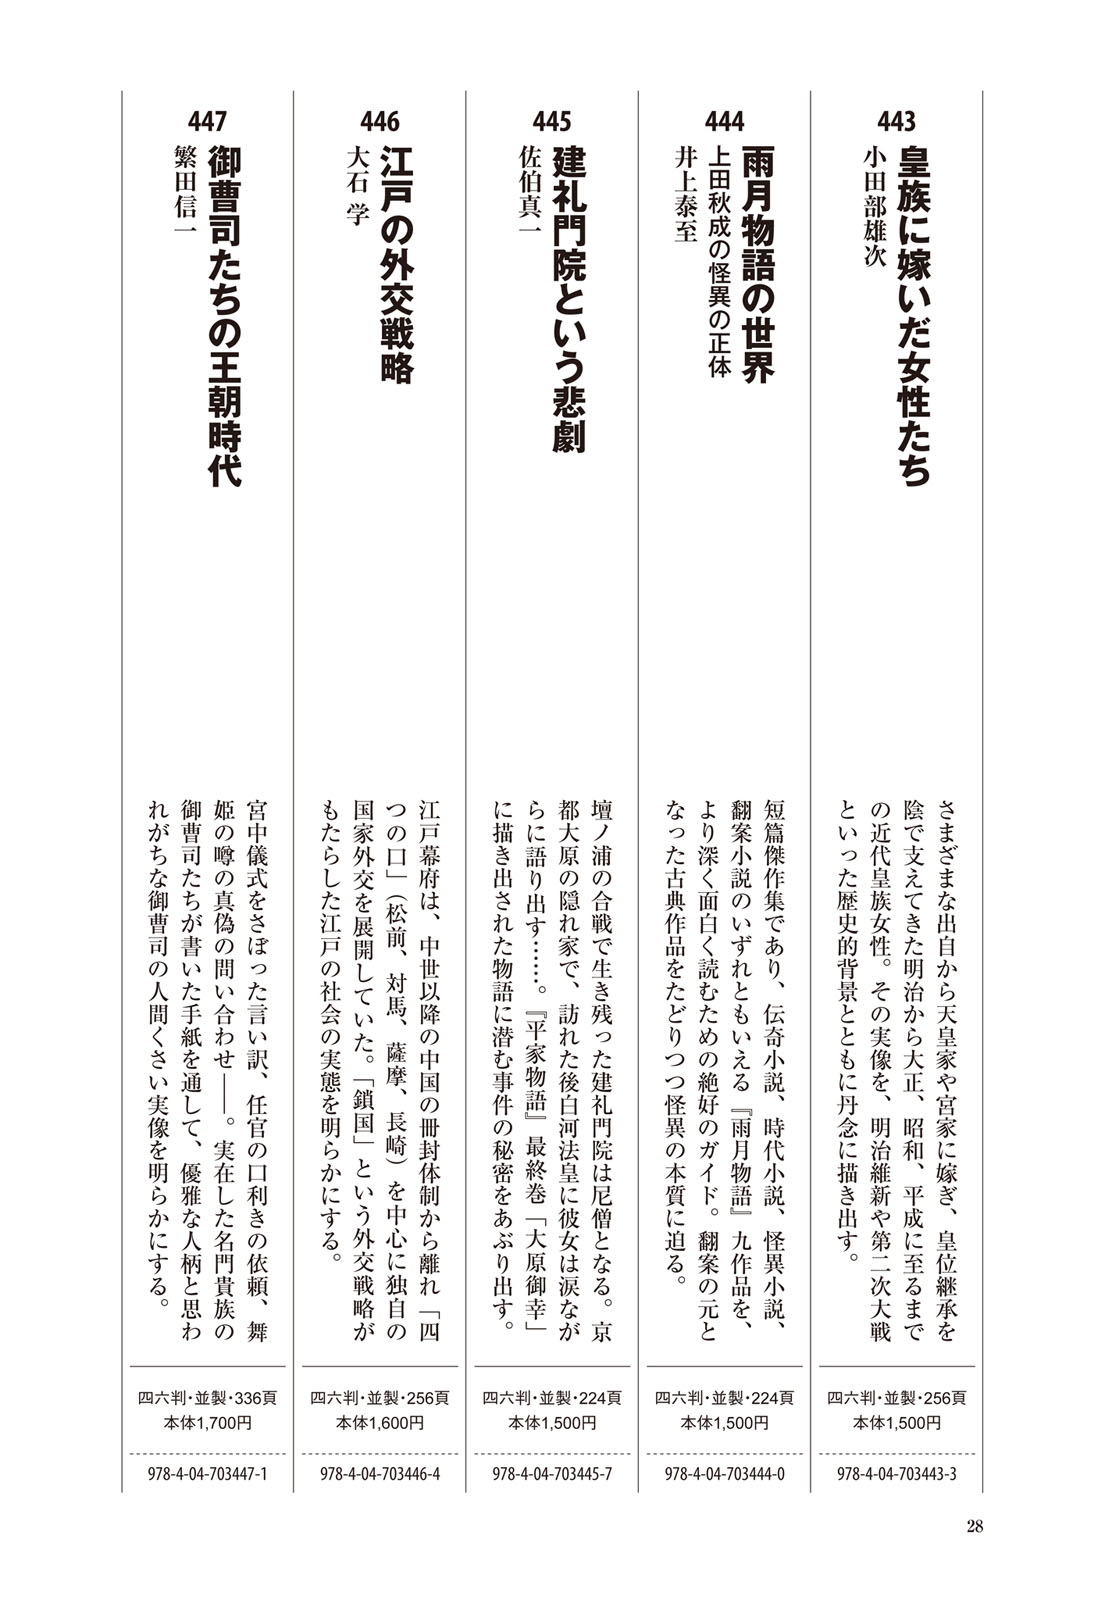 443
皇族に嫁いだ女性たち
小田部雄次
さまざまな出自から天皇家や宮家に嫁ぎ、皇位継承を
陰で支えてきた明治から大正、昭和、平成に至るまで
の近代皇族女性。その実像を、明治維新や第二次大戦
といった歴史的背景とともに丹念に描き出す。
四六判・並製・256頁
本体1,500円
978-4-04-703443-3
444
雨月物語の世界
上田秋成の怪異の正体
井上泰至
短篇傑作集であり、伝奇小説、時代小説、怪異小説、
翻案小説のいずれともいえる『雨月物語』九作品を、
より深く面白く読むための絶好のガイド。翻案の元と
なった古典作品をたどりつつ怪異の本質に迫る。
四六判・並製・224頁
本体1,500円
978-4-04-703444-0
445
建礼門院という悲劇
佐伯真一
壇ノ浦の合戦で生き残った建礼門院は尼僧となる。京
都大原の隠れ家で、訪れた後白河法皇に彼女は涙なが
らに語り出す……。『平家物語』最終巻「大原御幸」
に描き出された物語に潜む事件の秘密をあぶり出す。
四六判・並製・224頁
本体1,500円
978-4-04-703445-7
446
江戸の外交戦略
大石 学
江戸幕府は、中世以降の中国の冊封体制から離れ「四
つの口」（松前、対馬、薩摩、長崎）を中心に独自の
国家外交を展開していた。「鎖国」という外交戦略が
もたらした江戸の社会の実態を明らかにする。
四六判・並製・256頁
本体1,600円
978-4-04-703446-4
447
御曹司たちの王朝時代
繁田信一
宮中儀式をさぼった言い訳、任官の口利きの依頼、舞
姫の噂の真偽の問い合わせ――。実在した名門貴族の
御曹司たちが書いた手紙を通して、優雅な人柄と思わ
れがちな御曹司の人間くさい実像を明らかにする。
四六判・並製・336頁
本体1,700円
978-4-04-703447-1
28